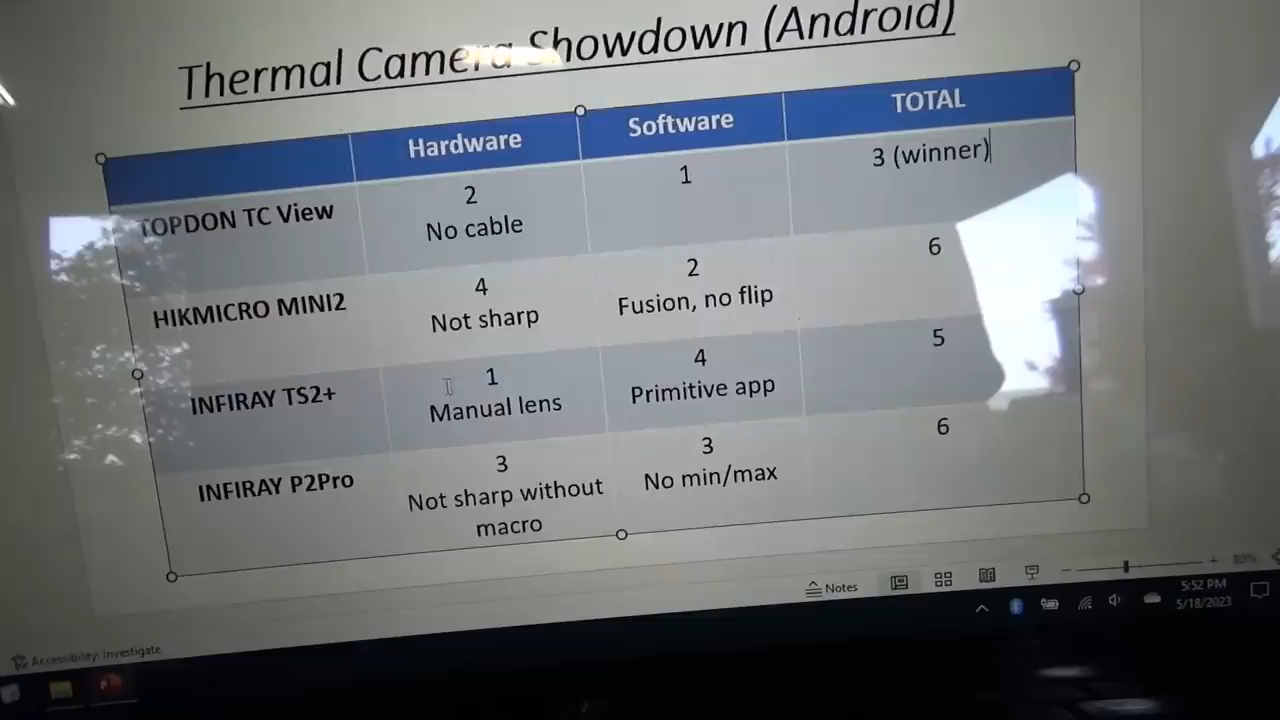 Thermal Camera Showdown (Android)
Hardware Software TOTAL
TOPDON TC View 2 1 3 (winner)
No cable
HIKMICRO MINI2 4 2 6
Not sharp Fusion, no flip
INFIRAY TS2+ 1 4 5
Manual lens Primitive app
INFIRAY P2Pro 3 3 6
Not sharp without No min/max
macro
Notes
80%
5:52 PM
5/18/2023
Accessibility: Investigate